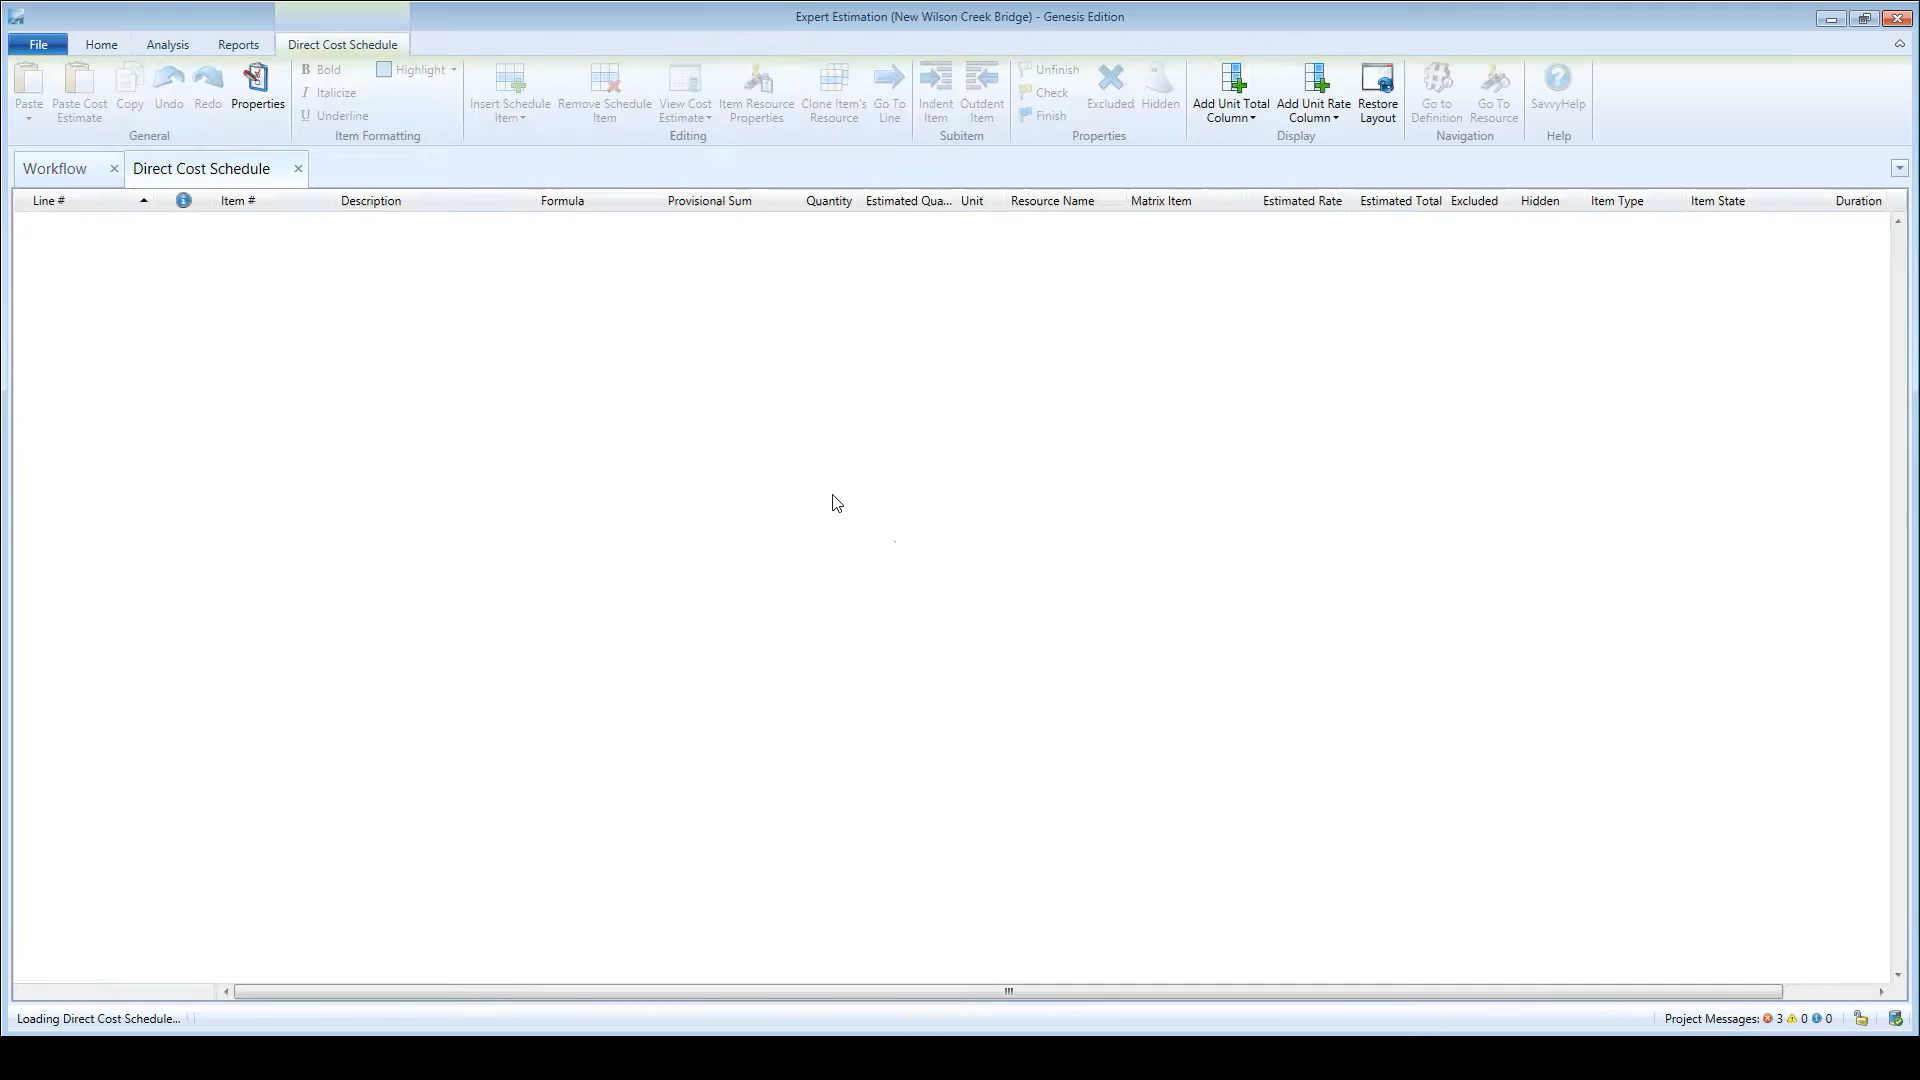 Expert Estimation (New Wilson Creek Bridge) - Genesis Edition
File Home Analysis Reports Direct Cost Schedule
Paste Paste Cost Estimate Copy Undo Redo Properties
General
B Bold Highlight
I Italicize
U Underline
Item Formatting
Insert Schedule Item Remove Schedule Item View Cost Estimate Item Resource Properties Clone Item's Resource Go To Line
Editing
Indent Item Outdent Item
Subitem
Unfinish
Check
Finish
Excluded Hidden
Properties
Add Unit Total Column Add Unit Rate Column Restore Layout
Display
Go to Definition Go To Resource
Navigation
SavvyHelp
Help
Workflow Direct Cost Schedule
Line # Item # Description Formula Provisional Sum Quantity Estimated Qua... Unit Resource Name Matrix Item Estimated Rate Estimated Total Excluded Hidden Item Type Item State Duration
Loading Direct Cost Schedule... Project Messages: 3 0 0